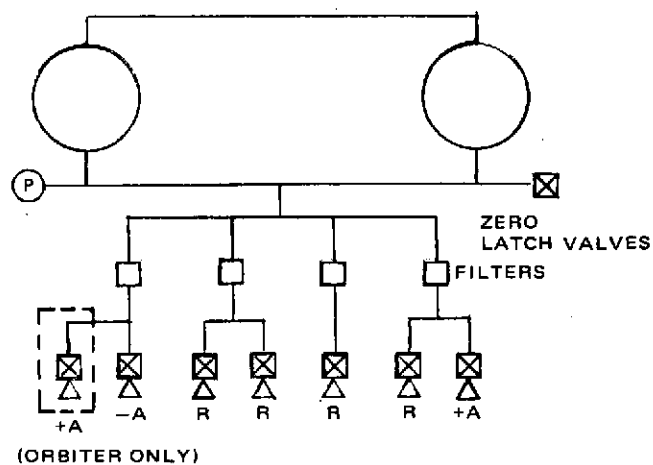 P
ZERO
LATCH VALVES
FILTERS
+A
-A
R
R
R
R
+A
(ORBITER ONLY)